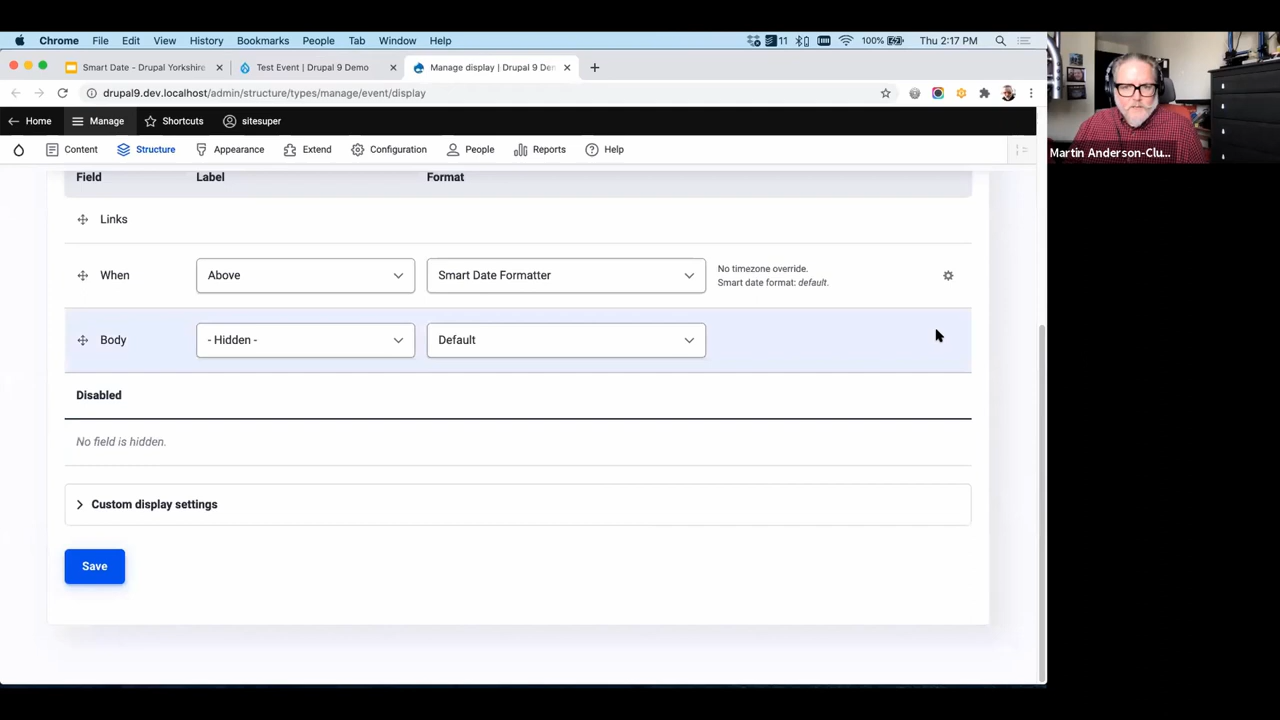 Chrome File Edit View History Bookmarks People Tab Window Help 11 100% Thu 2:17 PM
Smart Date - Drupal Yorkshire Test Event | Drupal 9 Demo Manage display | Drupal 9 Dem
drupal9.dev.localhost/admin/structure/types/manage/event/display
Home Manage Shortcuts sitesuper
Martin Anderson-Clu...
Content Structure Appearance Extend Configuration People Reports Help
Field Label Format
Links
When Above Smart Date Formatter
No timezone override.
Smart date format: default.
Body - Hidden - Default
Disabled
No field is hidden.
Custom display settings
Save